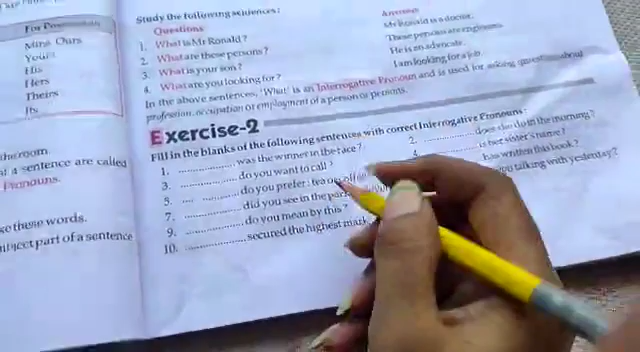 For Possession
Mine Ours
Yours
His
Hers
Theirs
Its
the room.
a sentence are called
Pronouns.
se these words.
subject part of a sentence
Study the following sentences :
Questions
Answers
1. What is Mr Ronald ?
Mr Ronald is a doctor.
2. What are these persons ?
These persons are engineers.
3. What is your son ?
He is an advocate.
4. What are you looking for ?
I am looking for a job.
In the above sentences, 'What' is an Interrogative Pronoun and is used for asking questions about
profession, occupation or employment of a person or persons.
Exercise-2
Fill in the blanks of the following sentences with correct Interrogative Pronouns :
1. .................... was the winner in the race ?
2. .................... does she do in the morning ?
3. .................... do you want to call ?
4. .................... is her sister's name ?
5. .................... do you prefer : tea or coffee
has written this book ?
7. .................... did you see in the park
you talking with yesterday ?
9. .................... do you mean by this ?
10. .................... secured the highest mark